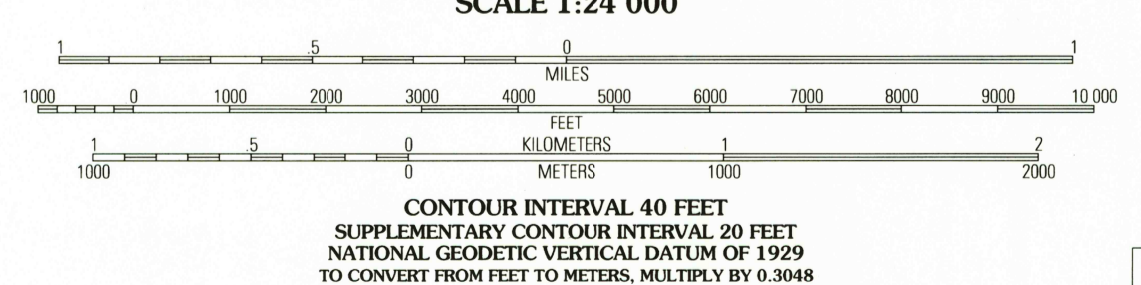 SCALE 1:24 000
1 .5 0 1
MILES
1000 0 1000 2000 3000 4000 5000 6000 7000 8000 9000 10 000
FEET
1 .5 0 KILOMETERS 1 2
1000 0 METERS 1000 2000
CONTOUR INTERVAL 40 FEET
SUPPLEMENTARY CONTOUR INTERVAL 20 FEET
NATIONAL GEODETIC VERTICAL DATUM OF 1929
TO CONVERT FROM FEET TO METERS, MULTIPLY BY 0.3048